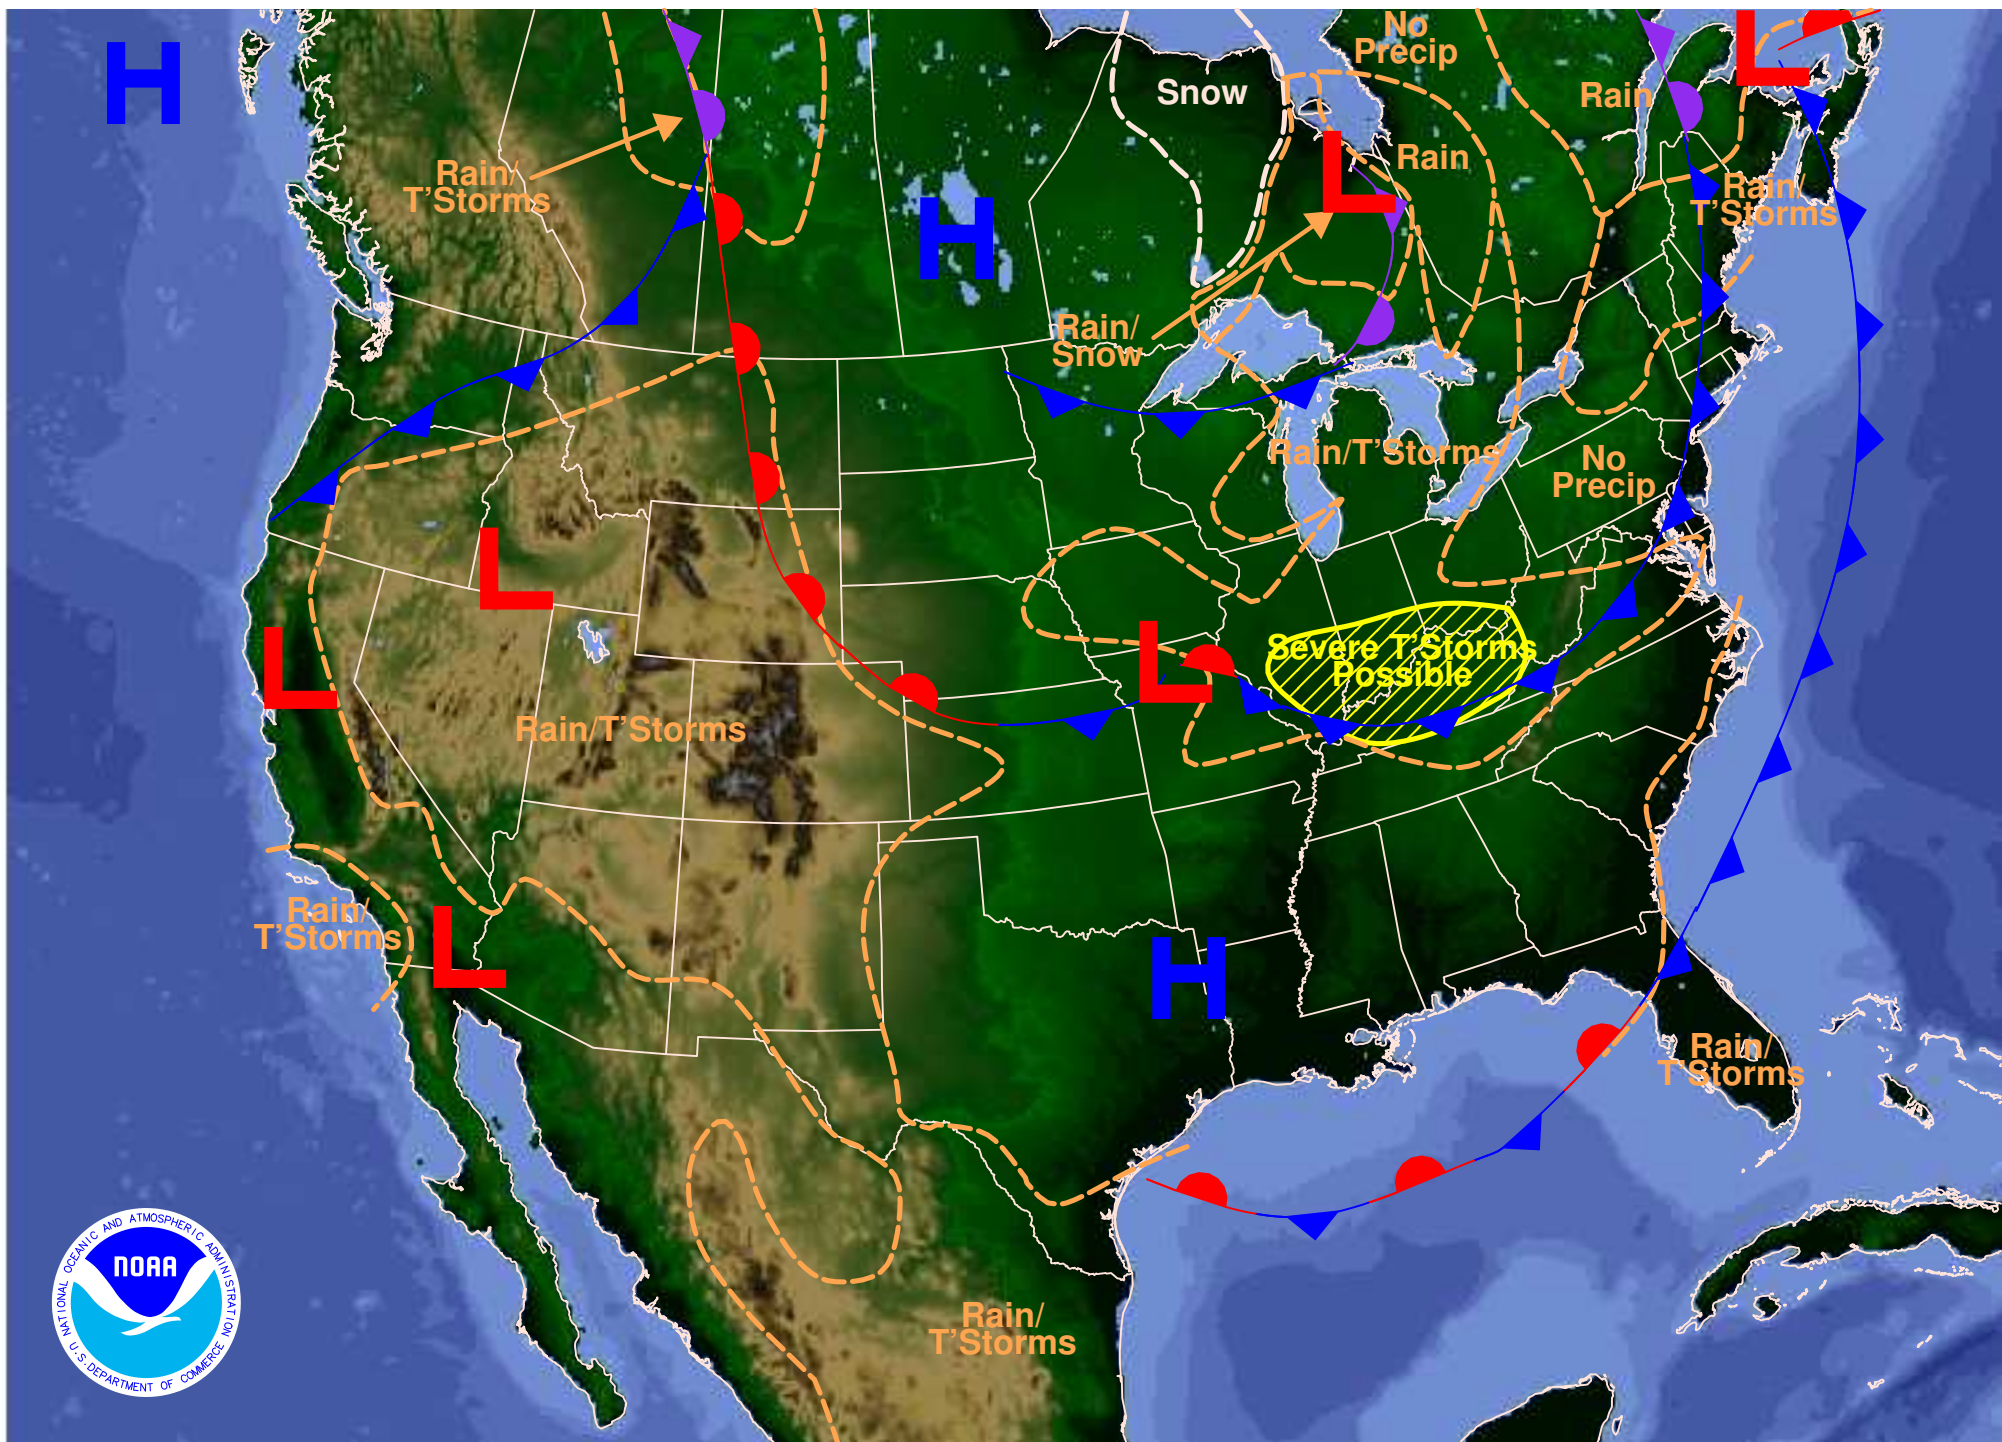 H
No
Precip
L
Snow
Rain
Rain
L
Rain/
T'Storms
Rain/
T'Storms
H
Rain/
Snow
Rain/T'Storms
No
Precip
L
L
L
Severe T'Storms
Possible
Rain/T'Storms
Rain/
T'Storms
L
H
Rain/
T'Storms
Rain/
T'Storms
NATIONAL OCEANIC AND ATMOSPHERIC ADMINISTRATION
NOAA
U.S. DEPARTMENT OF COMMERCE